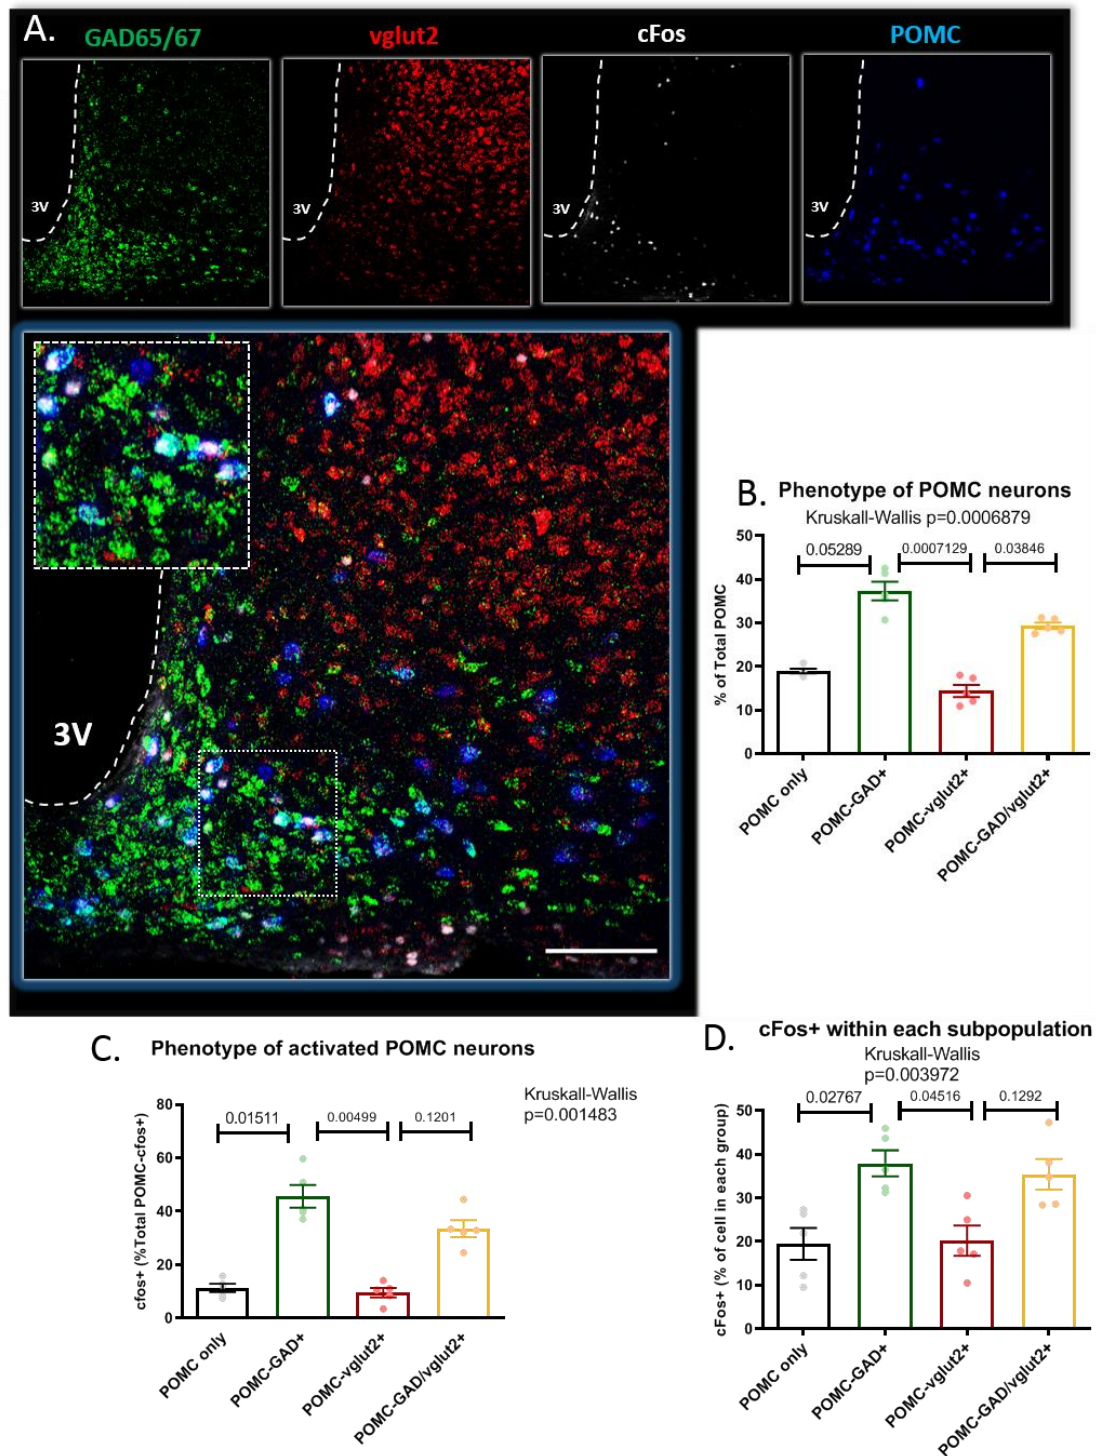 A.
GAD65/67
vglut2
cFos
POMC
3V
3V
3V
3V
3V
B.
Phenotype of POMC neurons
Kruskall-Wallis p=0.0006879
0.05289
0.0007129
0.03846
% of Total POMC
50
40
30
20
10
0
POMC only
POMC-GAD+
POMC-vglut2+
POMC-GAD/vglut2+
C.
Phenotype of activated POMC neurons
Kruskall-Wallis
p=0.001483
0.01511
0.00499
0.1201
cfos+ (%Total POMC-cfos+)
80
60
40
20
0
POMC only
POMC-GAD+
POMC-vglut2+
POMC-GAD/vglut2+
D.
cFos+ within each subpopulation
Kruskall-Wallis
p=0.003972
0.02767
0.04516
0.1292
cFos+ (% of cell in each group)
50
40
30
20
10
0
POMC only
POMC-GAD+
POMC-vglut2+
POMC-GAD/vglut2+